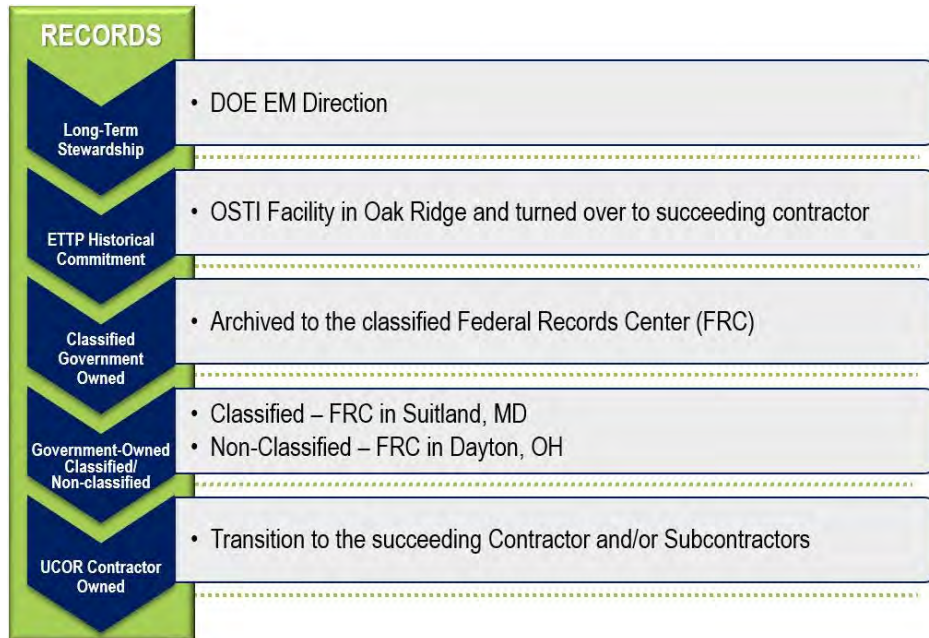 RECORDS
Long-Term
Stewardship
• DOE EM Direction
ETTP Historical
Commitment
• OSTI Facility in Oak Ridge and turned over to succeeding contractor
Classified
Government
Owned
• Archived to the classified Federal Records Center (FRC)
Government-Owned
Classified/
Non-classified
• Classified – FRC in Suitland, MD
• Non-Classified – FRC in Dayton, OH
UCOR Contractor
Owned
• Transition to the succeeding Contractor and/or Subcontractors